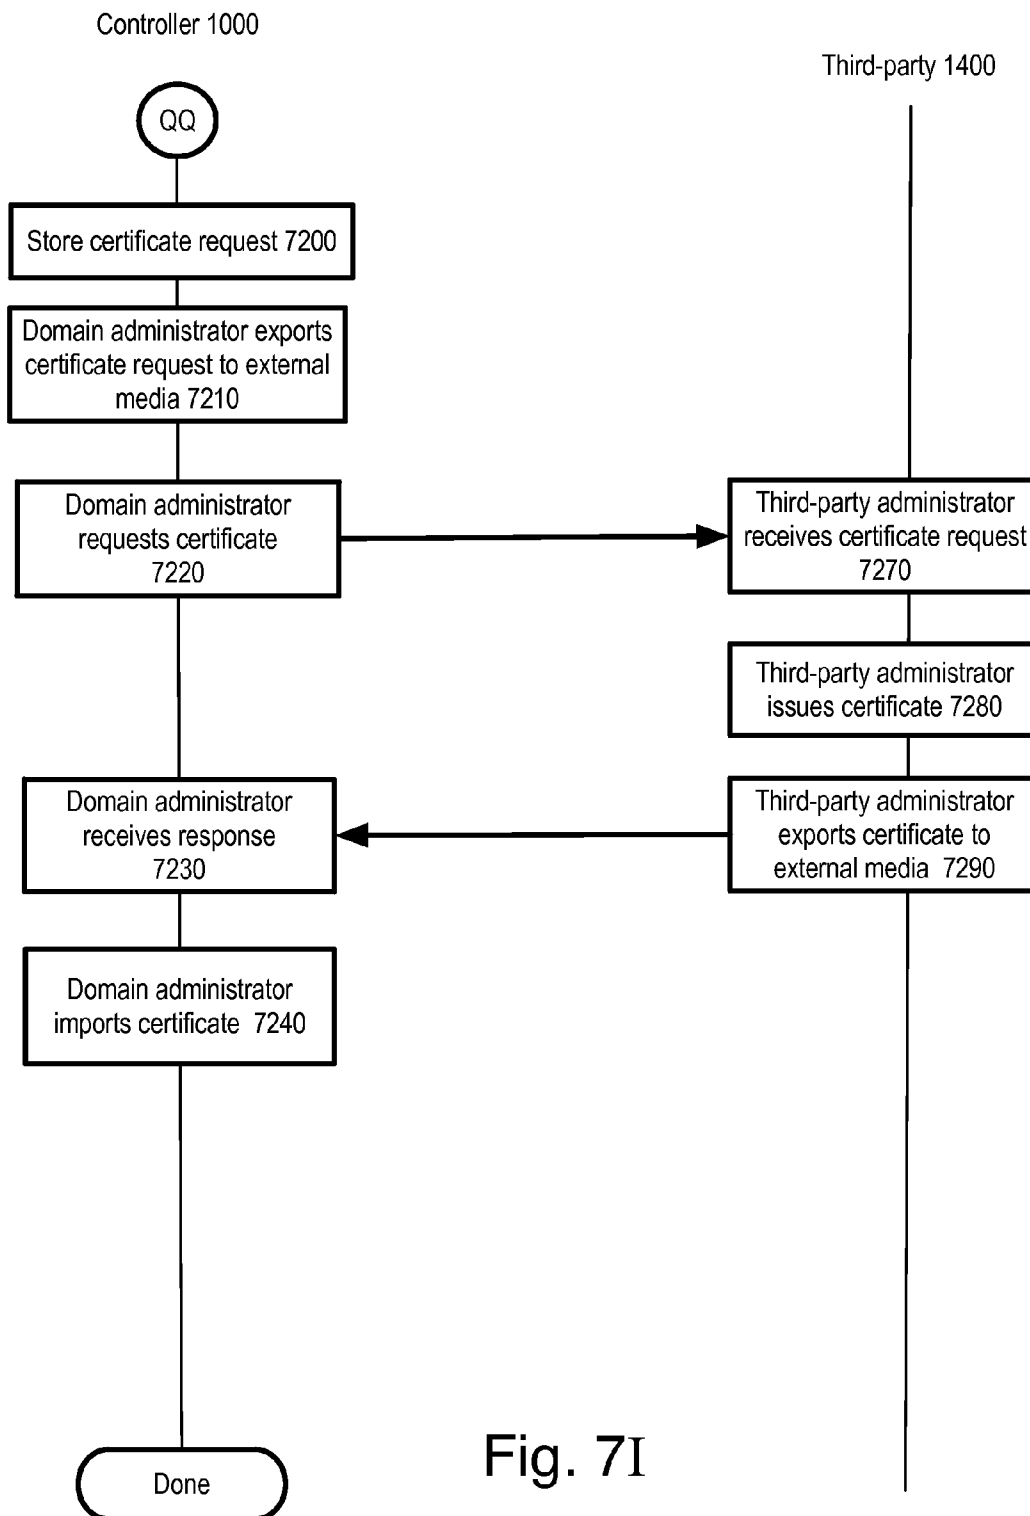 Controller 1000
Third-party 1400
QQ
Store certificate request 7200
Domain administrator exports
certificate request to external
media 7210
Domain administrator
requests certificate
7220
Third-party administrator
receives certificate request
7270
Third-party administrator
issues certificate 7280
Domain administrator
receives response
7230
Third-party administrator
exports certificate to
external media 7290
Domain administrator
imports certificate 7240
Done
Fig. 7I